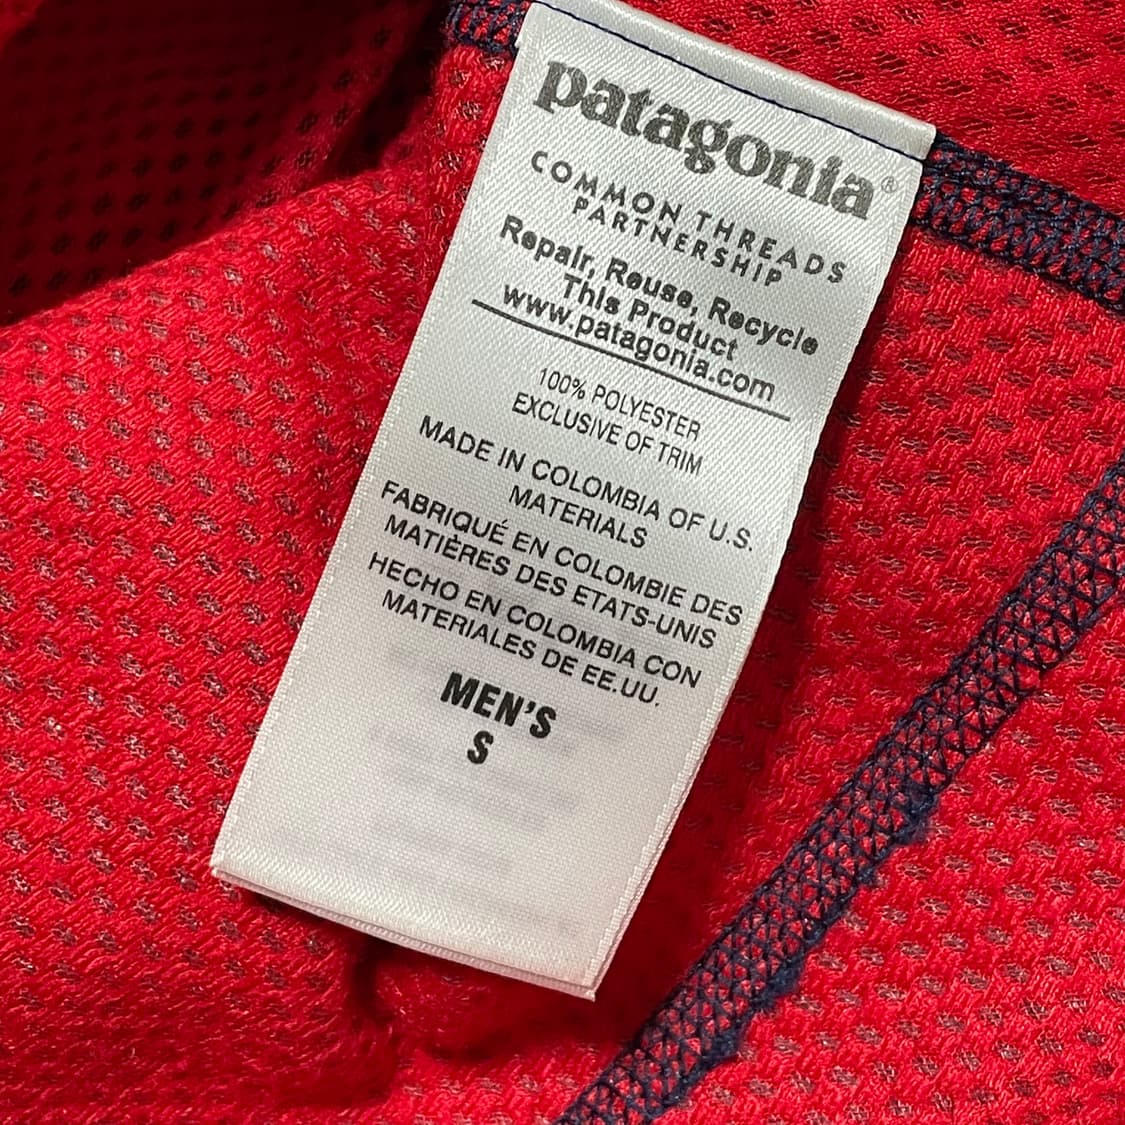 patagonia®
COMMON THREADS
PARTNERSHIP
Repair, Reuse, Recycle
This Product
www.patagonia.com
100% POLYESTER
EXCLUSIVE OF TRIM
MADE IN COLOMBIA OF U.S.
MATERIALS
FABRIQUÉ EN COLOMBIE DES
MATIÈRES DES ETATS-UNIS
HECHO EN COLOMBIA CON
MATERIALES DE EE.UU.
MEN'S
S